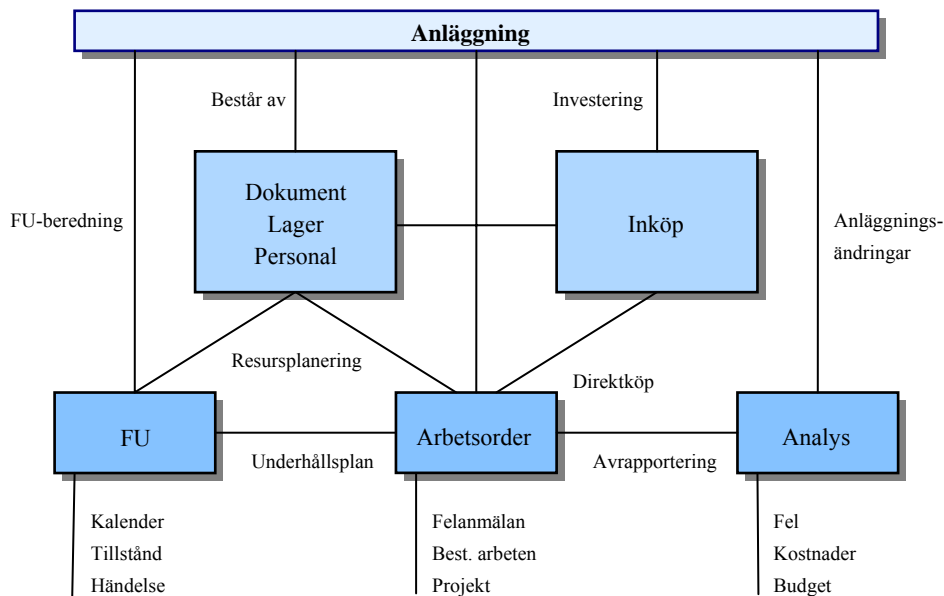 Anläggning
Består av
Investering
Dokument
Lager
Personal
Inköp
FU-beredning
Anläggnings-
ändringar
Resursplanering
Direktköp
FU
Arbetsorder
Analys
Underhållsplan
Avrapportering
Kalender
Tillstånd
Händelse
Felanmälan
Best. arbeten
Projekt
Fel
Kostnader
Budget